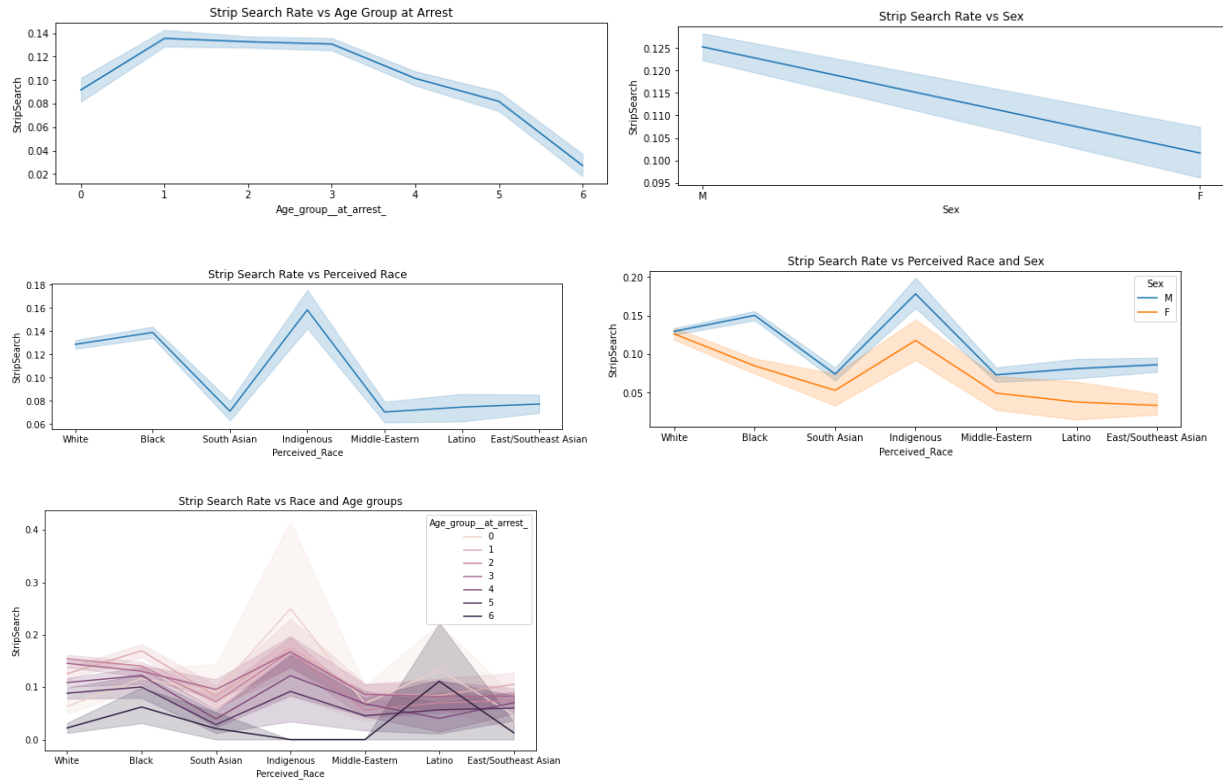 Strip Search Rate vs Age Group at Arrest
StripSearch
0.14
0.12
0.10
0.08
0.06
0.04
0.02
0 1 2 3 4 5 6
Age_group__at_arrest_
Strip Search Rate vs Sex
StripSearch
0.125
0.120
0.115
0.110
0.105
0.100
0.095
M F
Sex
Strip Search Rate vs Perceived Race
StripSearch
0.18
0.16
0.14
0.12
0.10
0.08
0.06
White Black South Asian Indigenous Middle-Eastern Latino East/Southeast Asian
Perceived_Race
Strip Search Rate vs Perceived Race and Sex
StripSearch
0.20
0.15
0.10
0.05
Sex
M
F
White Black South Asian Indigenous Middle-Eastern Latino East/Southeast Asian
Perceived_Race
Strip Search Rate vs Race and Age groups
StripSearch
0.4
0.3
0.2
0.1
0.0
Age_group__at_arrest_
0
1
2
3
4
5
6
White Black South Asian Indigenous Middle-Eastern Latino East/Southeast Asian
Perceived_Race